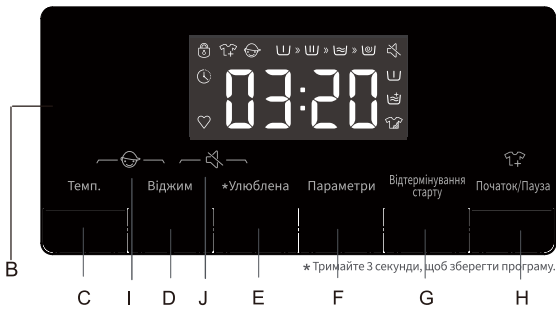 03:20
Темп.
Віджим
*Улюблена
Параметри
Відтермінування
старту
Початок/Пауза
B
* Тримайте 3 секунди, щоб зберегти програму.
C
I
D
J
E
F
G
H